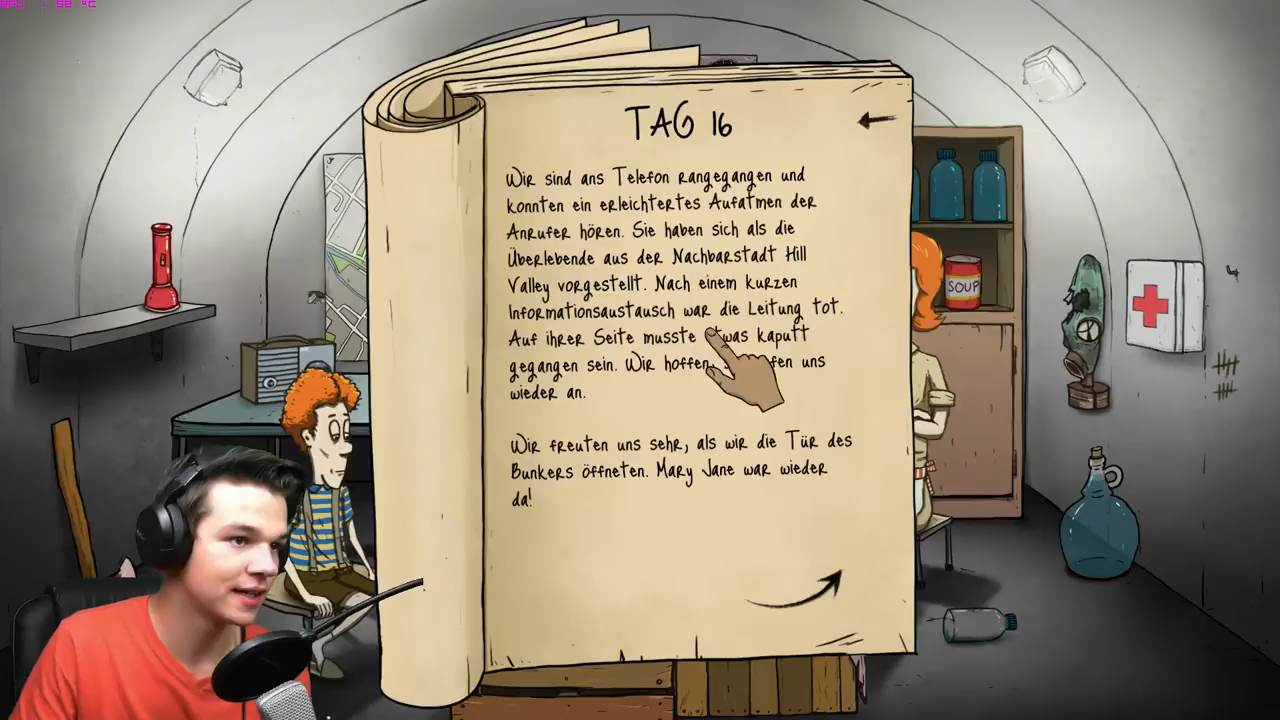 52 °C
TAG 16
Wir sind ans Telefon rangegangen und
konnten ein erleichtertes Aufatmen der
Anrufer hören. Sie haben sich als die
Überlebende aus der Nachbarstadt Hill
Valley vorgestellt. Nach einem kurzen
Informationsaustausch war die Leitung tot.
Auf ihrer Seite musste etwas kaputt
gegangen sein. Wir hoffen, uns
wieder an.
Wir freuten uns sehr, als wir die Tür des
Bunkers öffneten. Mary Jane war wieder
da!
SOUP